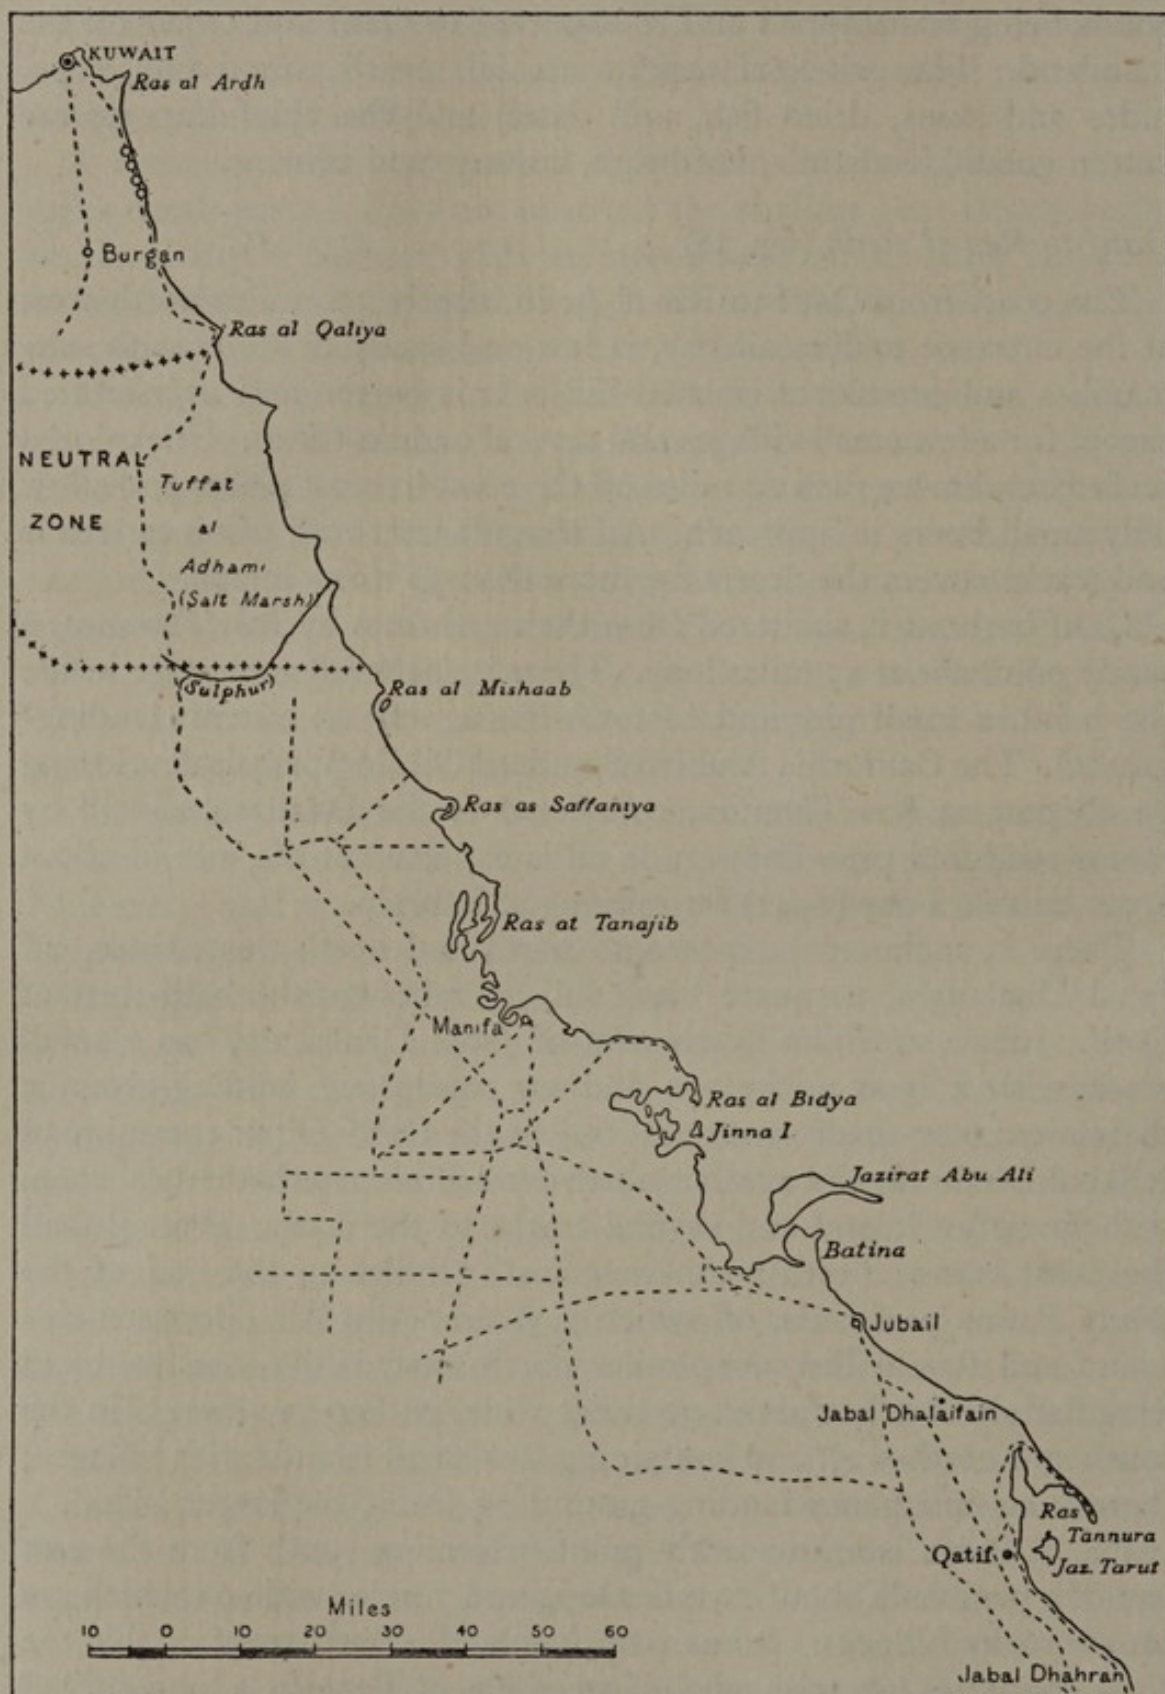 KUWAIT
Ras al Ardh
Burgan
Ras al Qaliya
NEUTRAL
ZONE
Tuffat
al
Adhami
(Salt Marsh)
(Sulphur)
Ras al Mishaab
Ras as Saffaniya
Ras at Tanajib
Manifa
Ras al Bidya
Jinna I.
Jazirat Abu Ali
Batina
Jubail
Jabal Dhalaifain
Ras
Tannura
Qatif
Jaz. Tarut
Miles
10 0 10 20 30 40 50 60
Jabal Dhahran